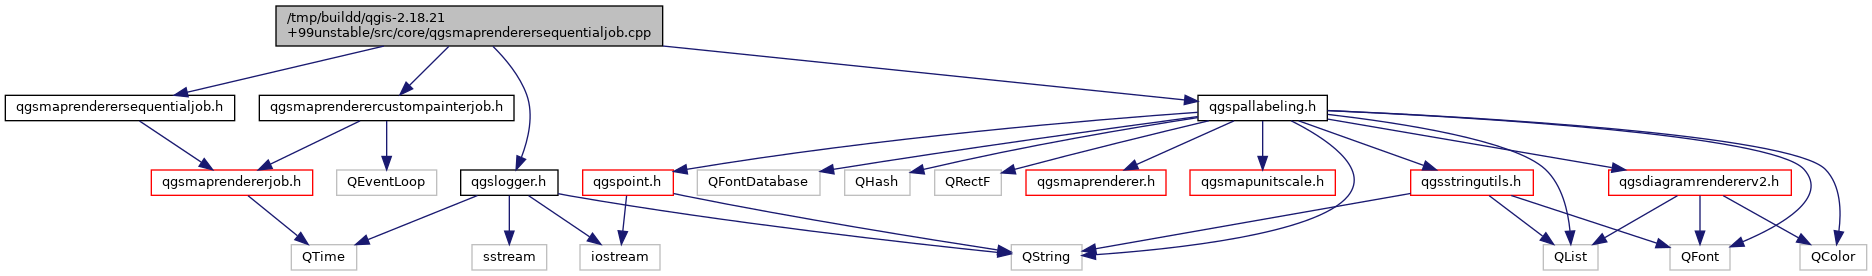 /tmp/buildd/qgis-2.18.21
+99unstable/src/core/qgsmaprenderersequentialjob.cpp
qgsmaprenderersequentialjob.h
qgsmaprenderercustompainterjob.h
qgspallabeling.h
qgsmaprendererjob.h
QEventLoop
qgslogger.h
qgspoint.h
QFontDatabase
QHash
QRectF
qgsmaprenderer.h
qgsmapunitscale.h
qgsstringutils.h
qgsdiagramrendererv2.h
QTime
sstream
iostream
QString
QList
QFont
QColor